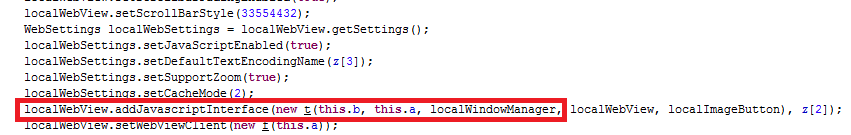 localWebView.setScrollBarStyle(33554432);
WebSettings localWebSettings = localWebView.getSettings();
localWebSettings.setJavaScriptEnabled(true);
localWebSettings.setDefaultTextEncodingName(z[3]);
localWebSettings.setSupportZoom(true);
localWebSettings.setCacheMode(2);
localWebView.addJavascriptInterface(new t(this.b, this.a, localWindowManager, localWebView, localImageButton), z[2]);
localWebView.setWebViewClient(new f(this.a));